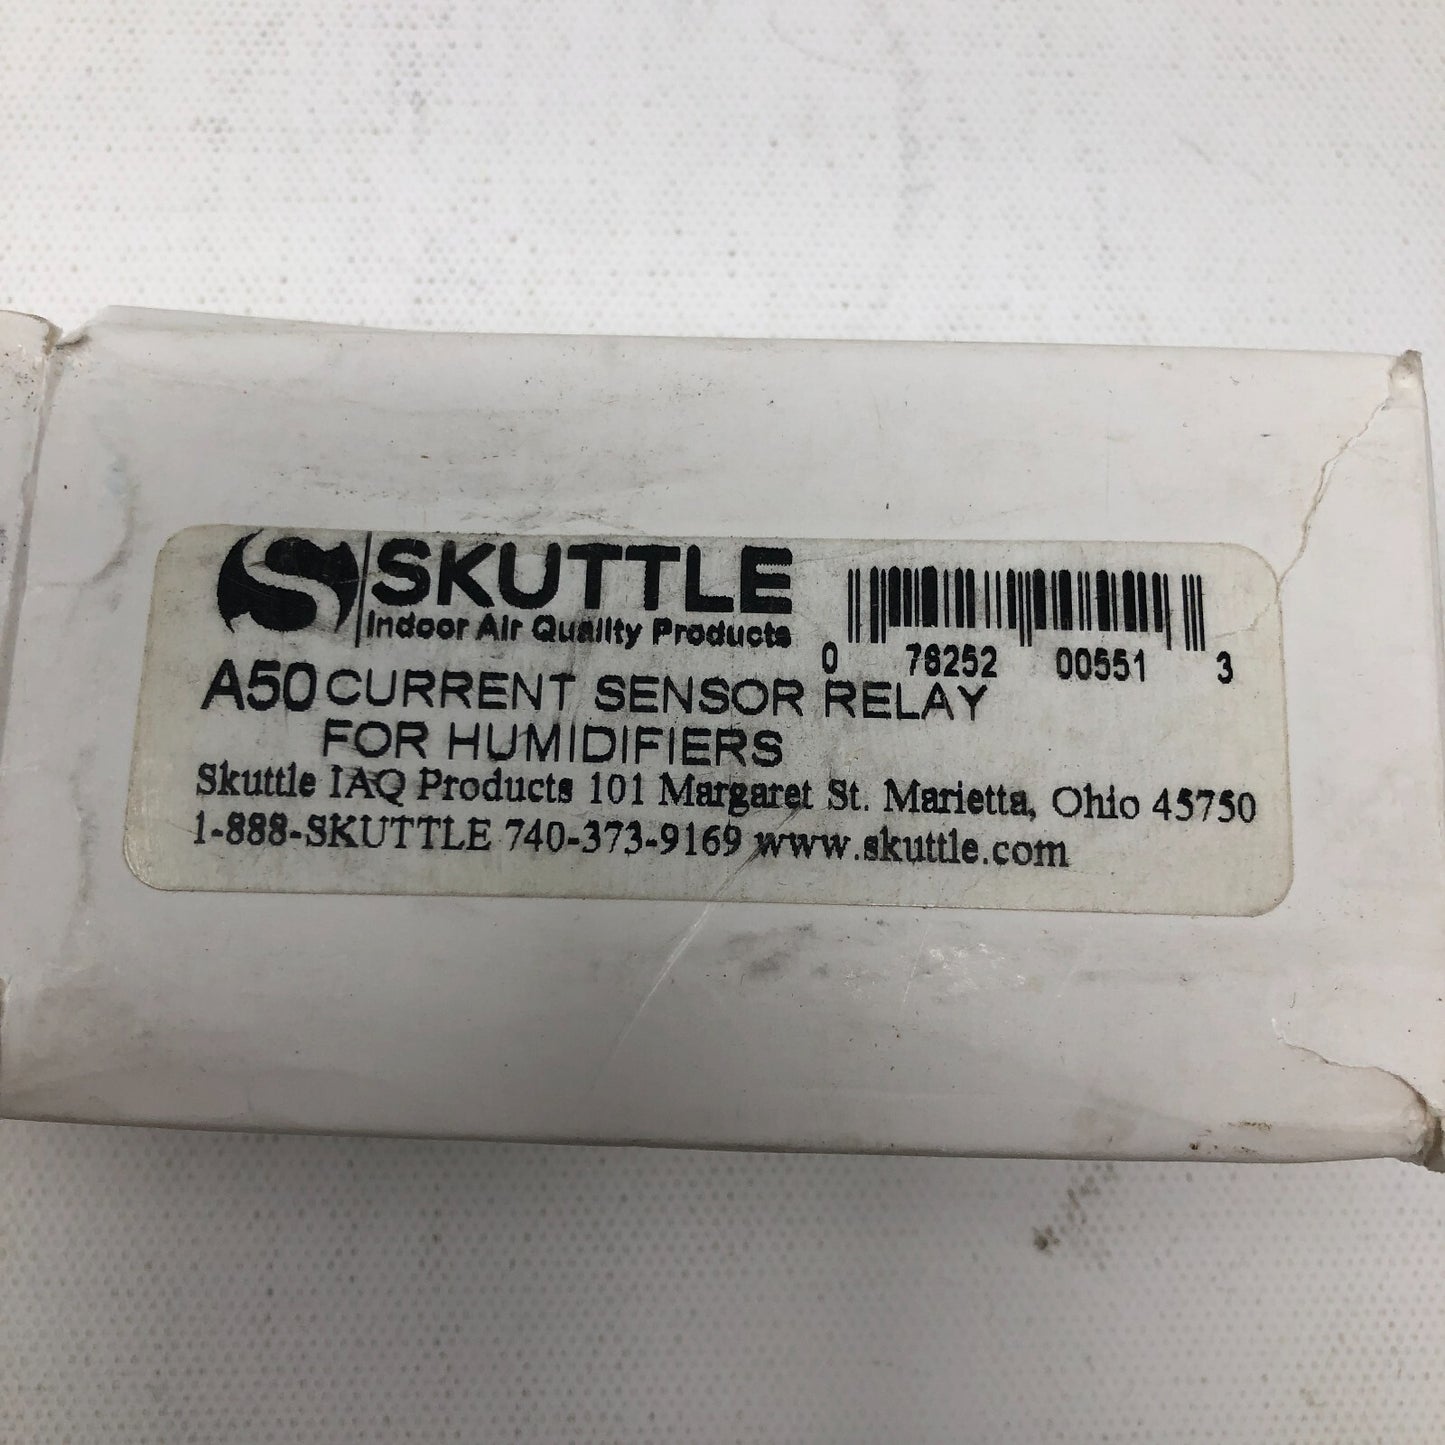 SKUTTLE
Indoor Air Quality Products
0 76252 00551 3
A50 CURRENT SENSOR RELAY
FOR HUMIDIFIERS
Skuttle IAQ Products 101 Margaret St. Marietta, Ohio 45750
1-888-SKUTTLE 740-373-9169 www.skuttle.com